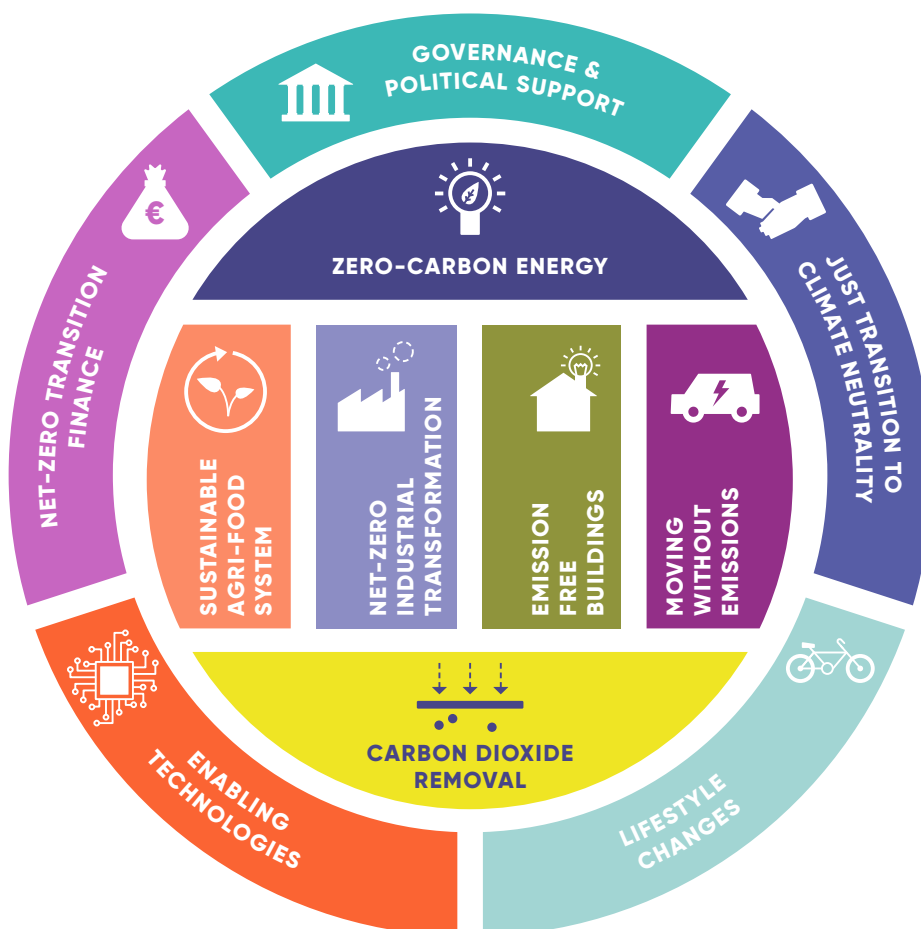 GOVERNANCE &
POLITICAL SUPPORT
JUST TRANSITION TO
CLIMATE NEUTRALITY
LIFESTYLE
CHANGES
ENABLING
TECHNOLOGIES
NET-ZERO TRANSITION
FINANCE
€
ZERO-CARBON ENERGY
SUSTAINABLE
AGRI-FOOD
SYSTEM
NET-ZERO
INDUSTRIAL
TRANSFORMATION
EMISSION
FREE
BUILDINGS
MOVING
WITHOUT
EMISSIONS
CARBON DIOXIDE
REMOVAL